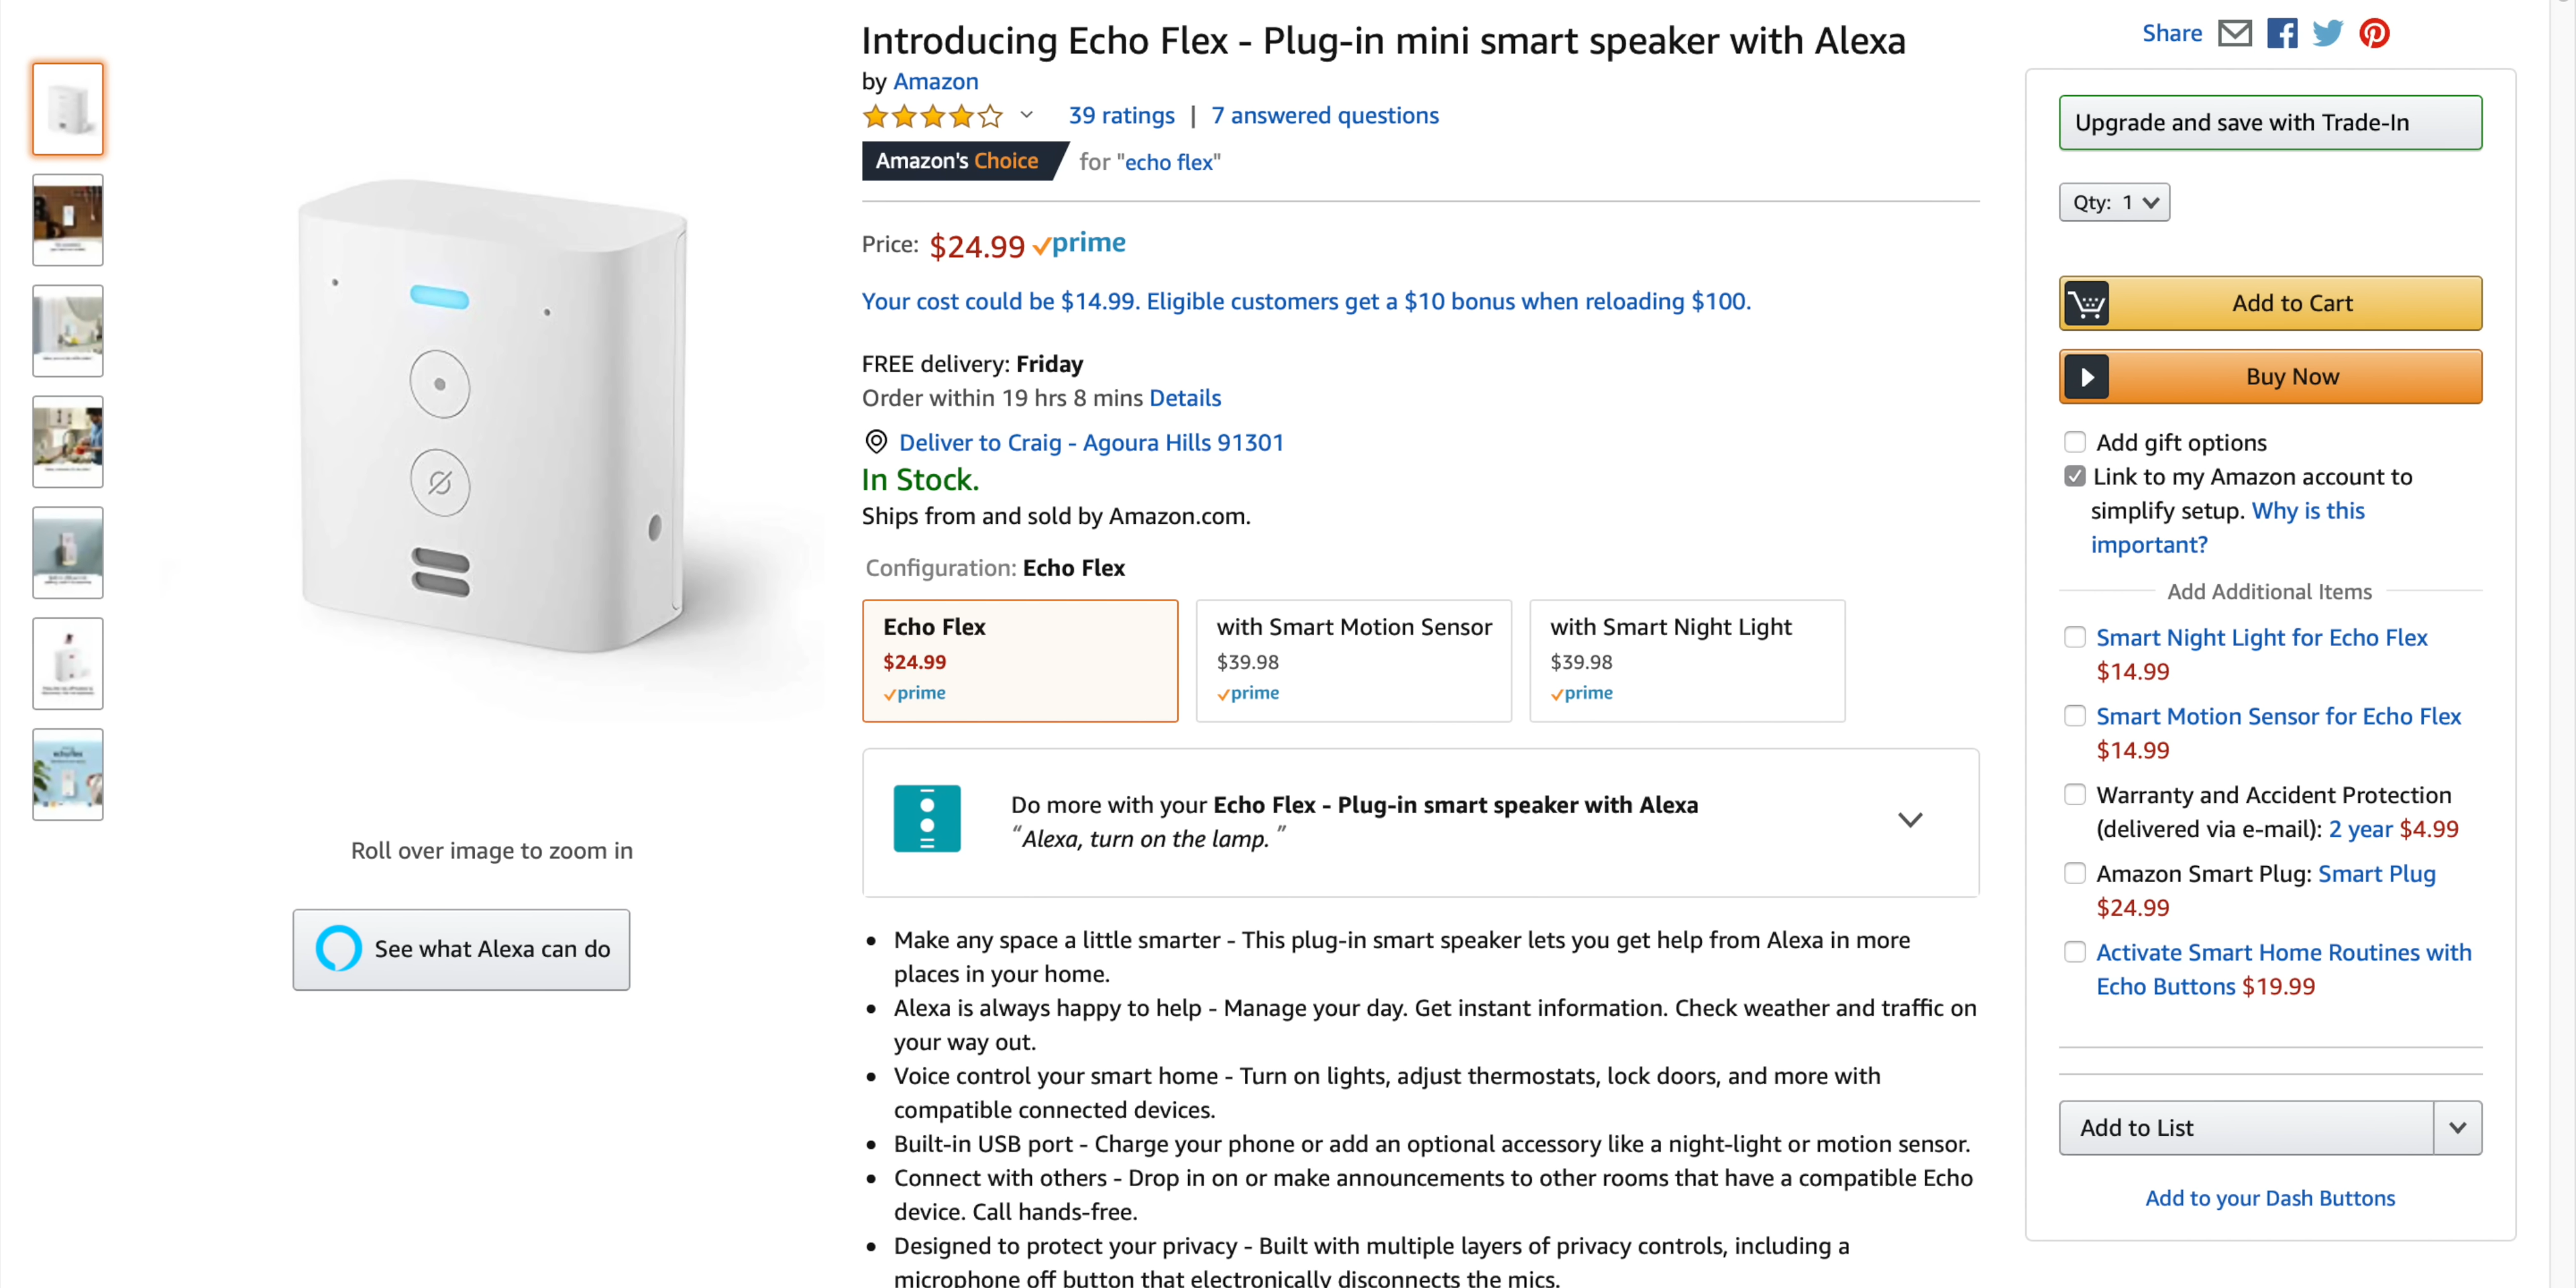 Introducing Echo Flex - Plug-in mini smart speaker with Alexa
by Amazon
39 ratings | 7 answered questions
Amazon's Choice for "echo flex"
Price: $24.99 prime
Your cost could be $14.99. Eligible customers get a $10 bonus when reloading $100.
FREE delivery: Friday
Order within 19 hrs 8 mins Details
Deliver to Craig - Agoura Hills 91301
In Stock.
Ships from and sold by Amazon.com.
Configuration: Echo Flex
Echo Flex
$24.99
prime
with Smart Motion Sensor
$39.98
prime
with Smart Night Light
$39.98
prime
Do more with your Echo Flex - Plug-in smart speaker with Alexa
“Alexa, turn on the lamp. ”
• Make any space a little smarter - This plug-in smart speaker lets you get help from Alexa in more
places in your home.
• Alexa is always happy to help - Manage your day. Get instant information. Check weather and traffic on
your way out.
• Voice control your smart home - Turn on lights, adjust thermostats, lock doors, and more with
compatible connected devices.
• Built-in USB port - Charge your phone or add an optional accessory like a night-light or motion sensor.
• Connect with others - Drop in on or make announcements to other rooms that have a compatible Echo
device. Call hands-free.
• Designed to protect your privacy - Built with multiple layers of privacy controls, including a
microphone off button that electronically disconnects the mics.
Roll over image to zoom in
See what Alexa can do
Share
Upgrade and save with Trade-In
Qty: 1
Add to Cart
Buy Now
Add gift options
Link to my Amazon account to
simplify setup. Why is this
important?
Add Additional Items
Smart Night Light for Echo Flex
$14.99
Smart Motion Sensor for Echo Flex
$14.99
Warranty and Accident Protection
(delivered via e-mail): 2 year $4.99
Amazon Smart Plug: Smart Plug
$24.99
Activate Smart Home Routines with
Echo Buttons $19.99
Add to List
Add to your Dash Buttons